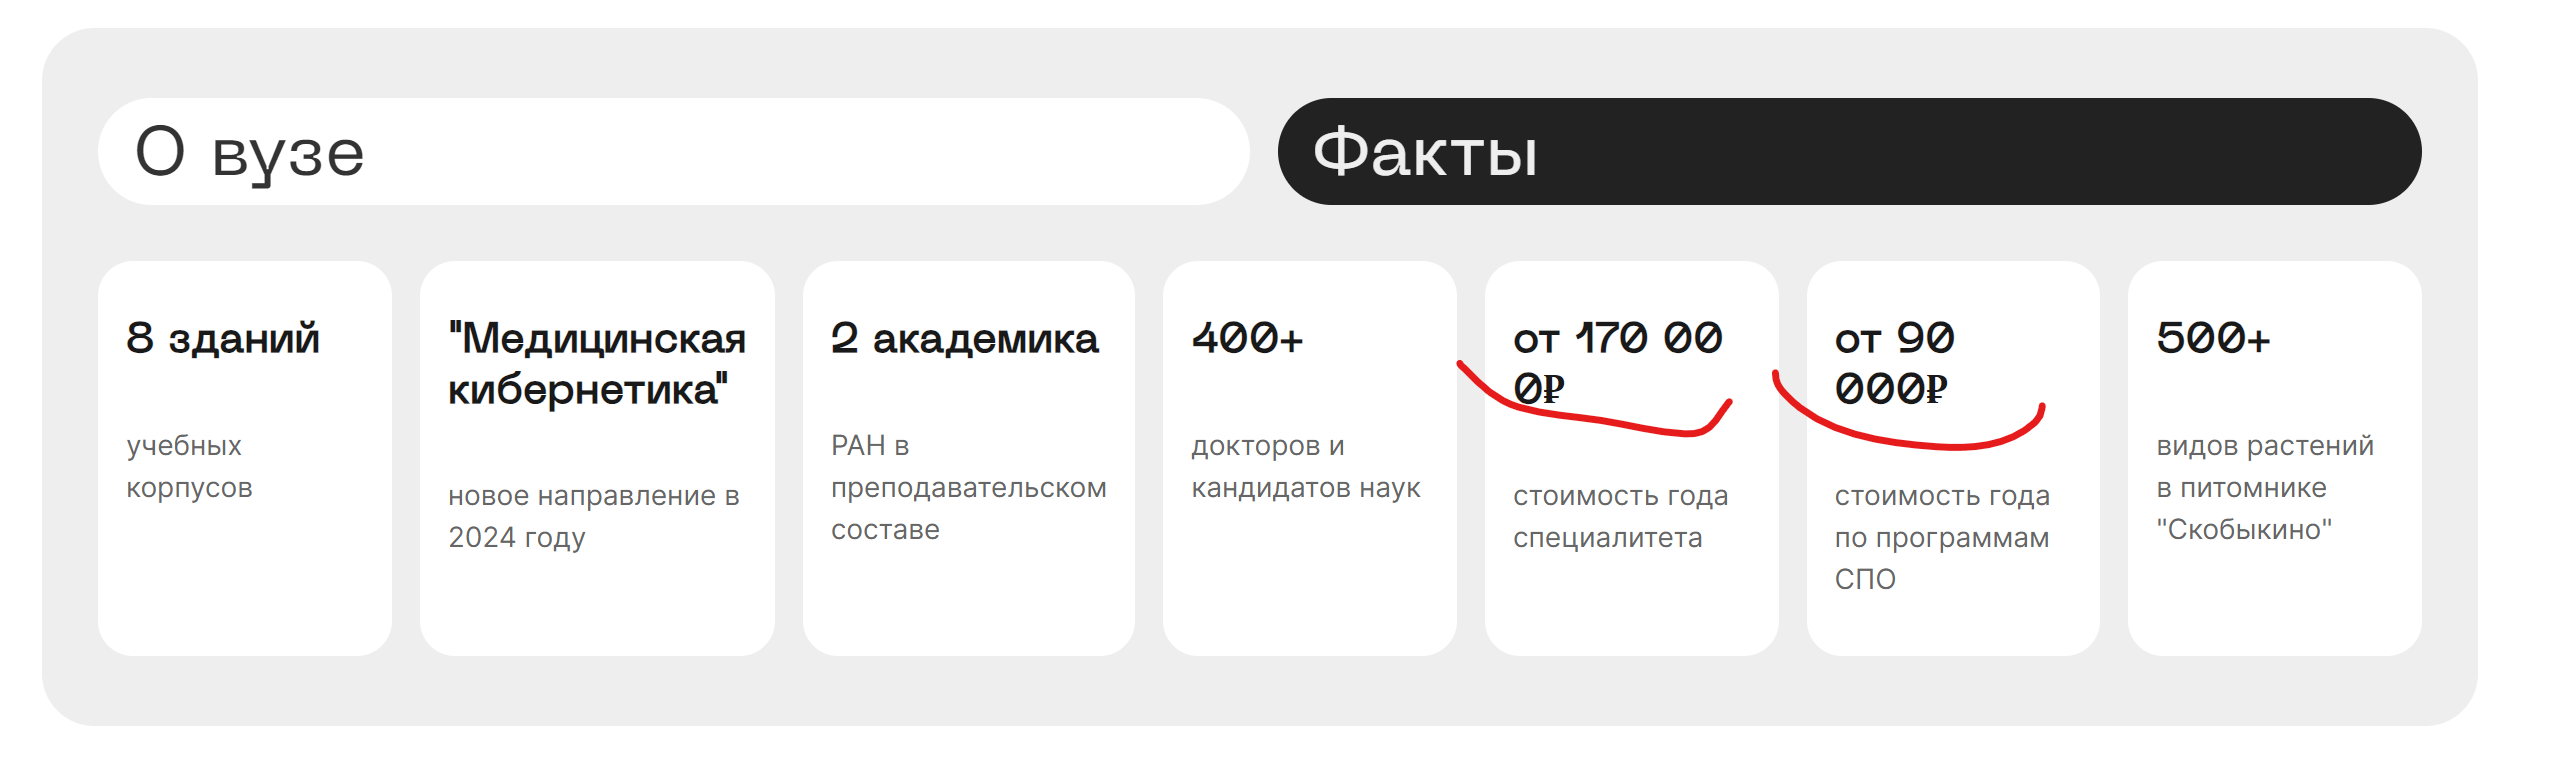 О вузе
Факты
8 зданий
учебных
корпусов
"Медицинская
кибернетика"
новое направление в
2024 году
2 академика
РАН в
преподавательском
составе
400+
докторов и
кандидатов наук
от 170 00
0₽
стоимость года
специалитета
от 90
000₽
стоимость года
по программам
СПО
500+
видов растений
в питомнике
"Скобыкино"